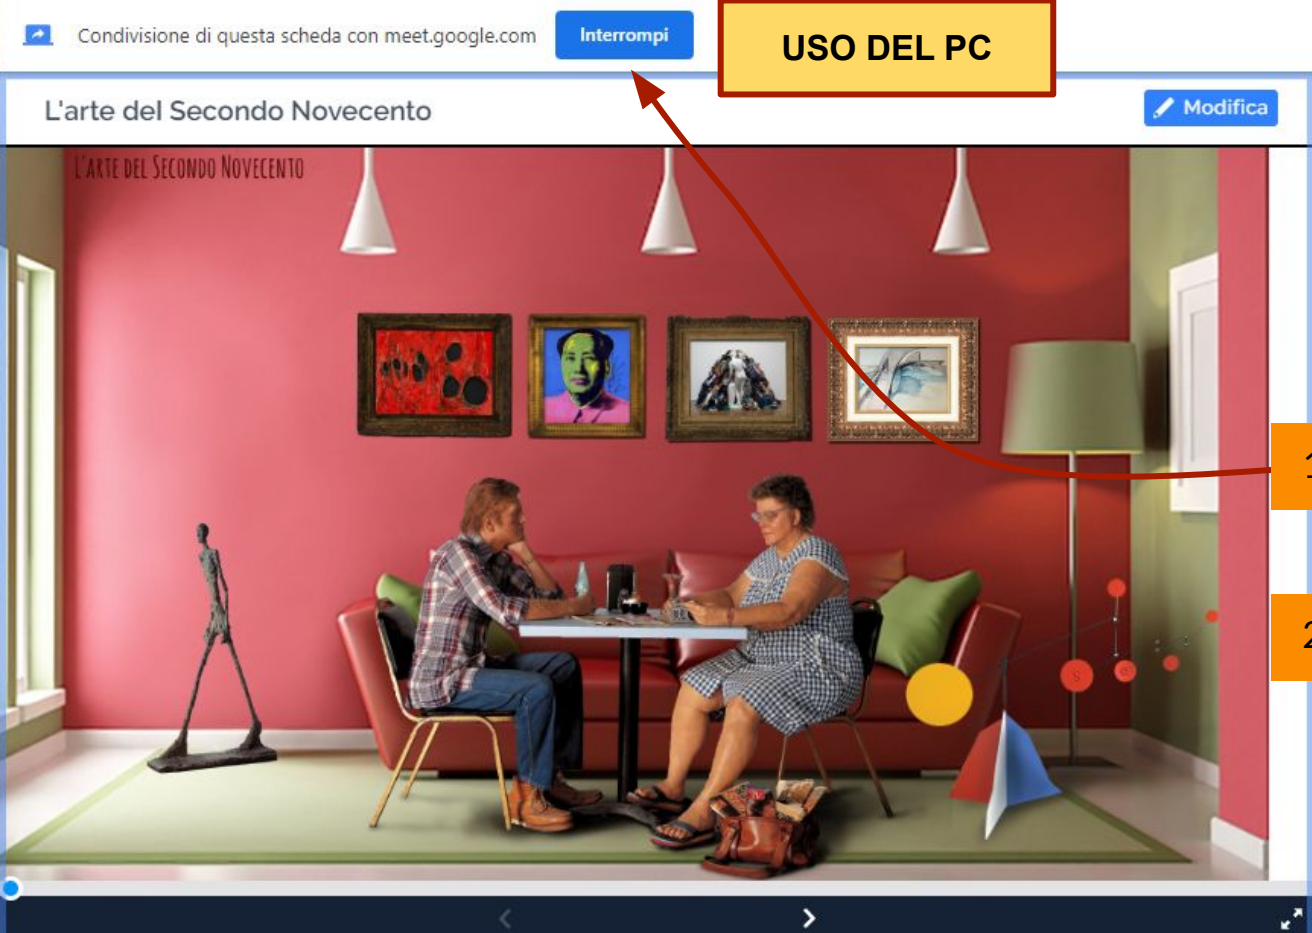 Condivisione di questa scheda con meet.google.com
Interrompi
USO DEL PC
L'arte del Secondo Novecento
Modifica
L'ARTE DEL SECONDO NOVECENTO
1
2